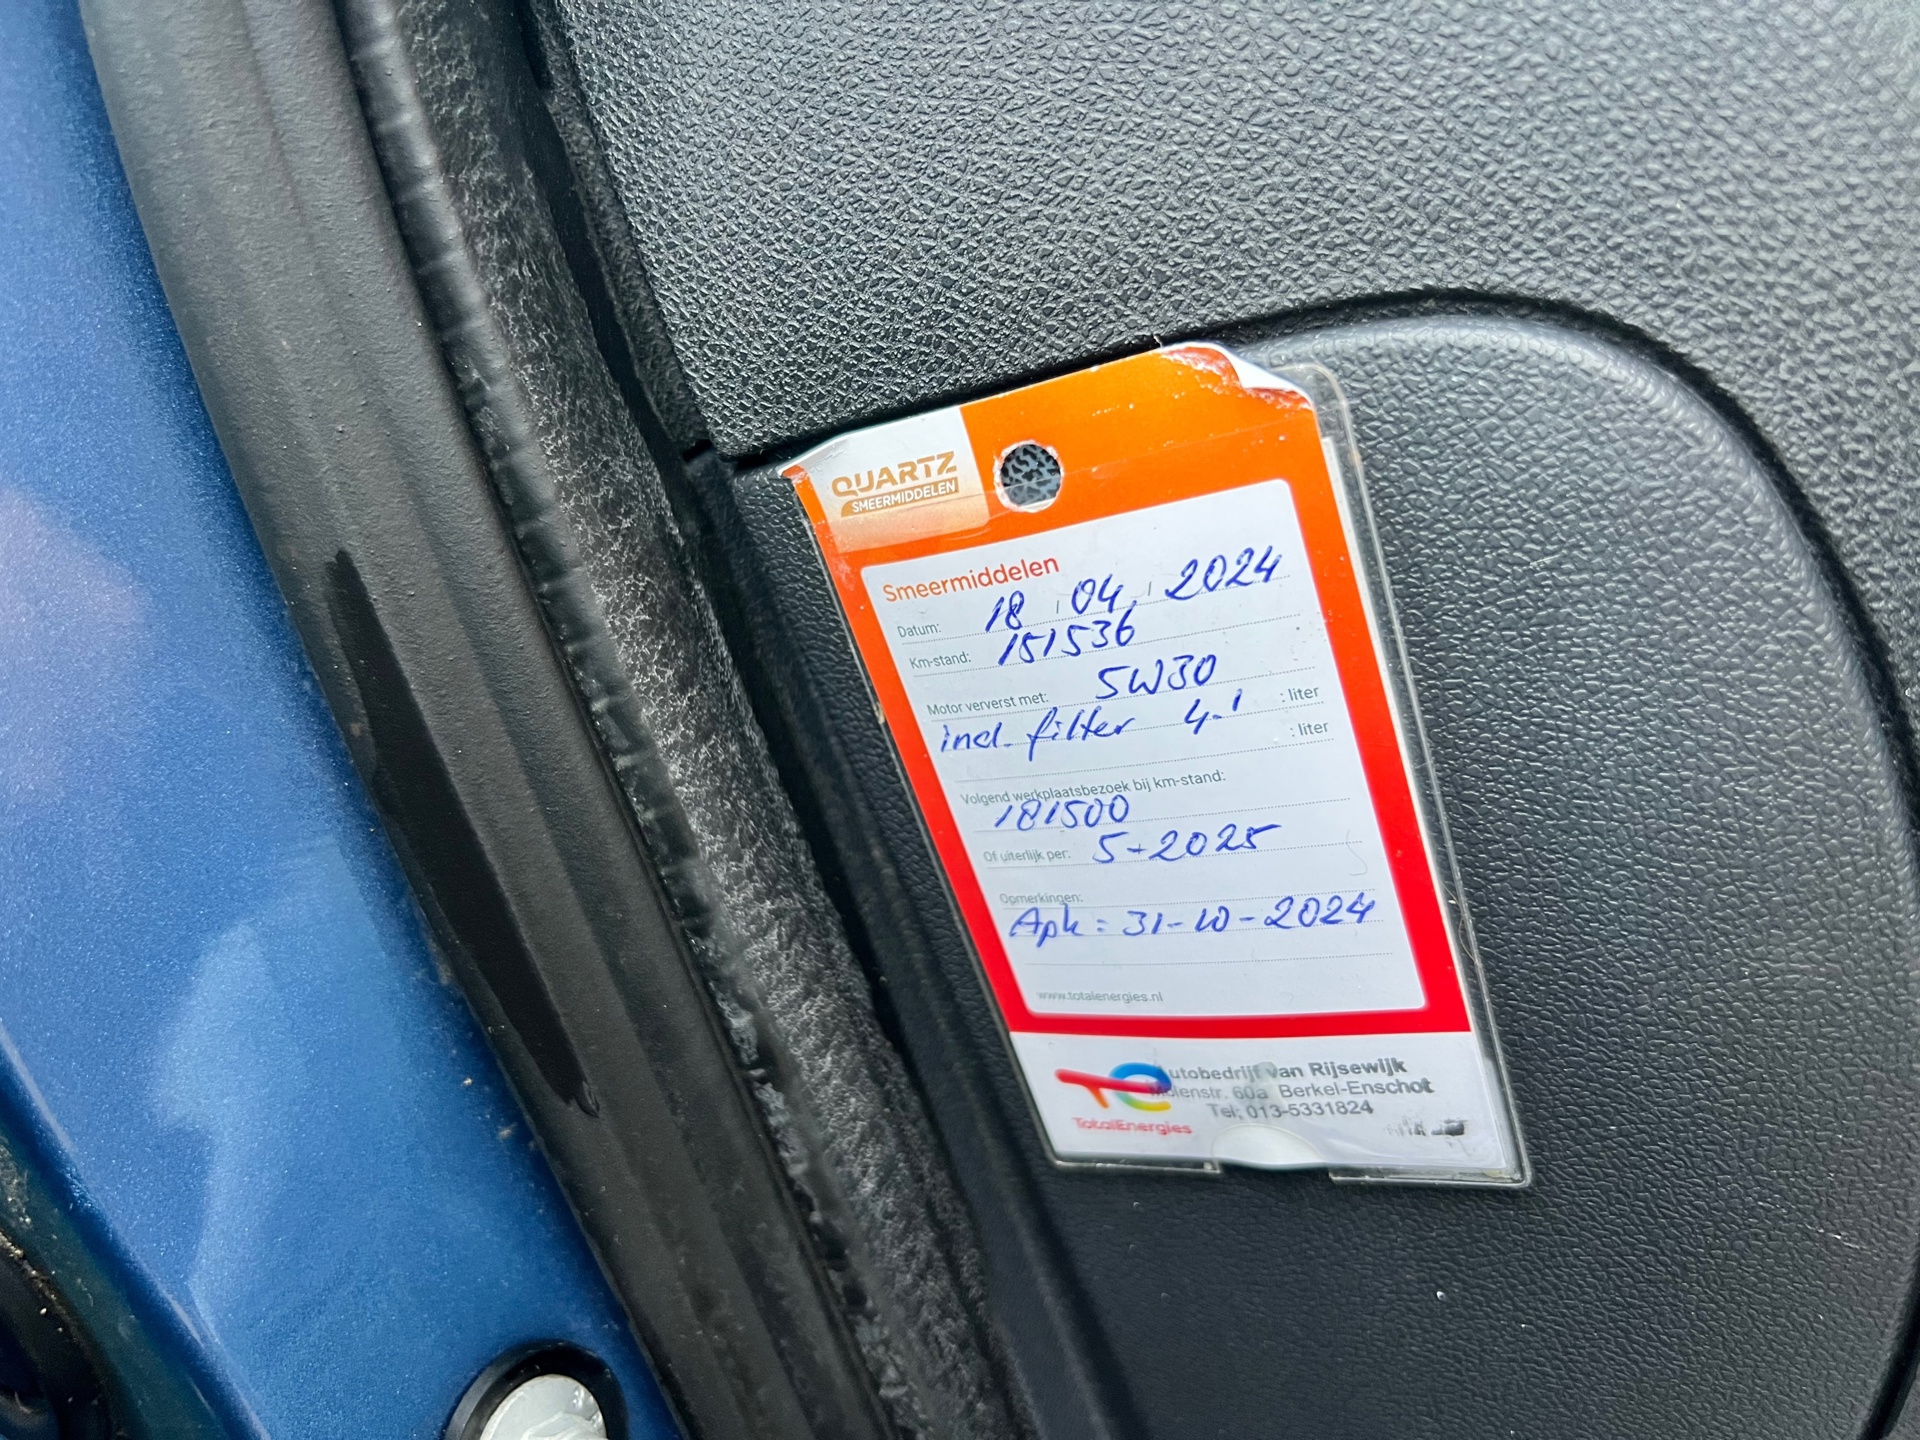 QUARTZ
SMEERMIDDELEN
Smeermiddelen
Datum: 18 04 2024
Km-stand: 151536
Motor ververst met: 5W30 : liter
incl. filter 4.1 : liter
Volgend werkplaatsbezoek bij km-stand:
181500
Of uiterlijk per: 5-2025
Opmerkingen:
Apk: 31-10-2024
www.totalenergies.nl
Autobedrijf van Rijsewijk
Molenstr. 60a Berkel-Enschot
Tel: 013-5331824
TotalEnergies